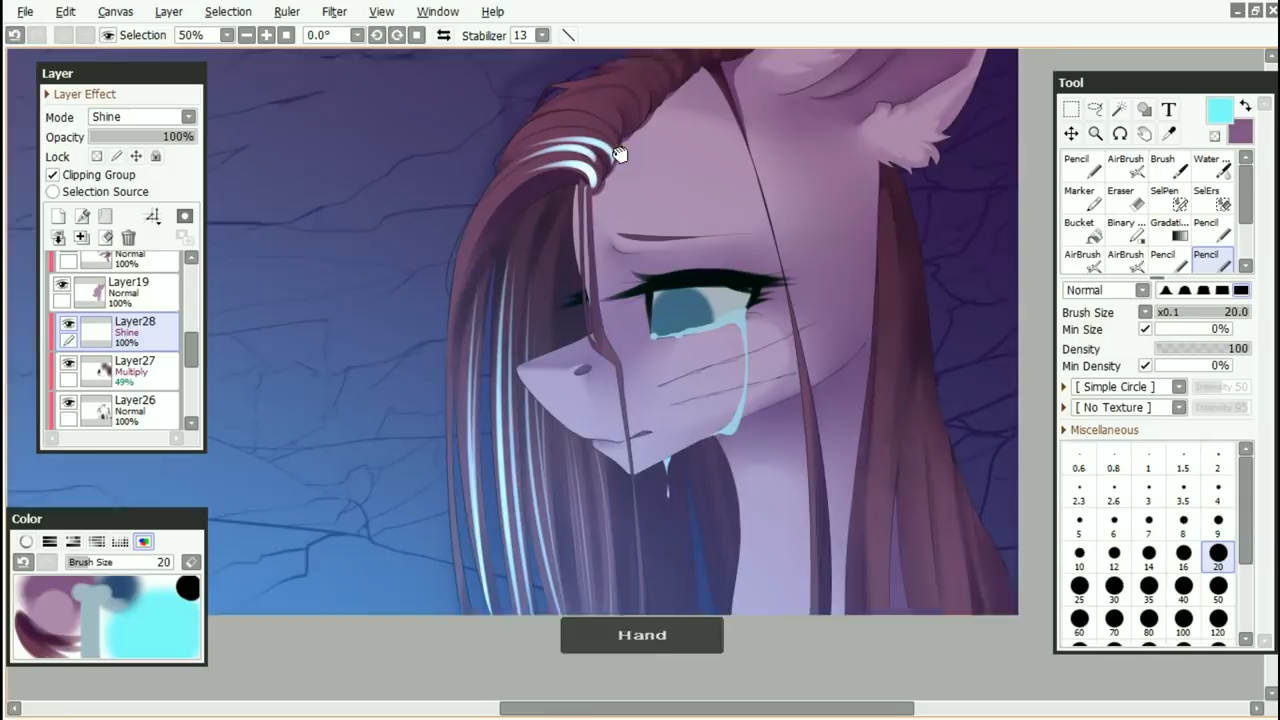 File Edit Canvas Layer Selection Ruler Filter View Window Help
Selection 50% 0.0° Stabilizer 13
Layer
Layer Effect
Mode Shine
Opacity 100%
Lock
Clipping Group
Selection Source
Normal
100%
Layer19
Normal
100%
Layer28
Shine
100%
Layer27
Multiply
49%
Layer26
Normal
100%
Color
Brush Size 20
Hand
Tool
T
Pencil AirBrush Brush Water ...
Marker Eraser SelPen SelErs
Bucket Binary ... Gradati... Pencil
AirBrush AirBrush Pencil Pencil
Normal
Brush Size x0.1 20.0
Min Size 0%
Density 100
Min Density 0%
[ Simple Circle ] Intensity 50
[ No Texture ] Intensity 95
Miscellaneous
0.6 0.8 1 1.5 2
2.3 2.6 3 3.5 4
5 6 7 8 9
10 12 14 16 20
25 30 35 40 50
60 70 80 100 120